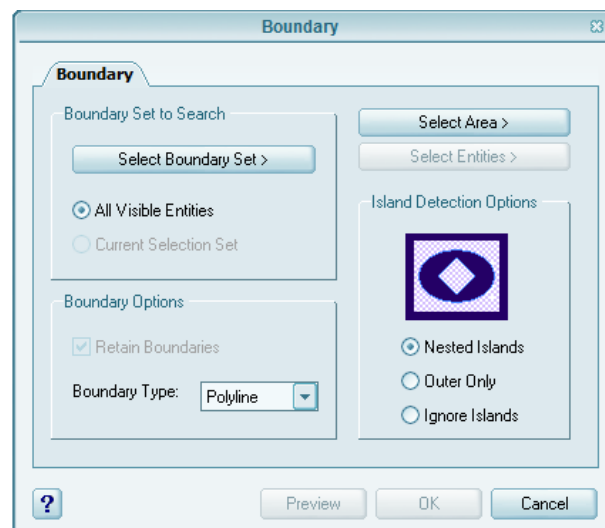 Boundary
Boundary
Boundary Set to Search
Select Boundary Set >
All Visible Entities
Current Selection Set
Boundary Options
Retain Boundaries
Boundary Type:
Polyline
Select Area >
Select Entities >
Island Detection Options
Nested Islands
Outer Only
Ignore Islands
?
Preview
OK
Cancel